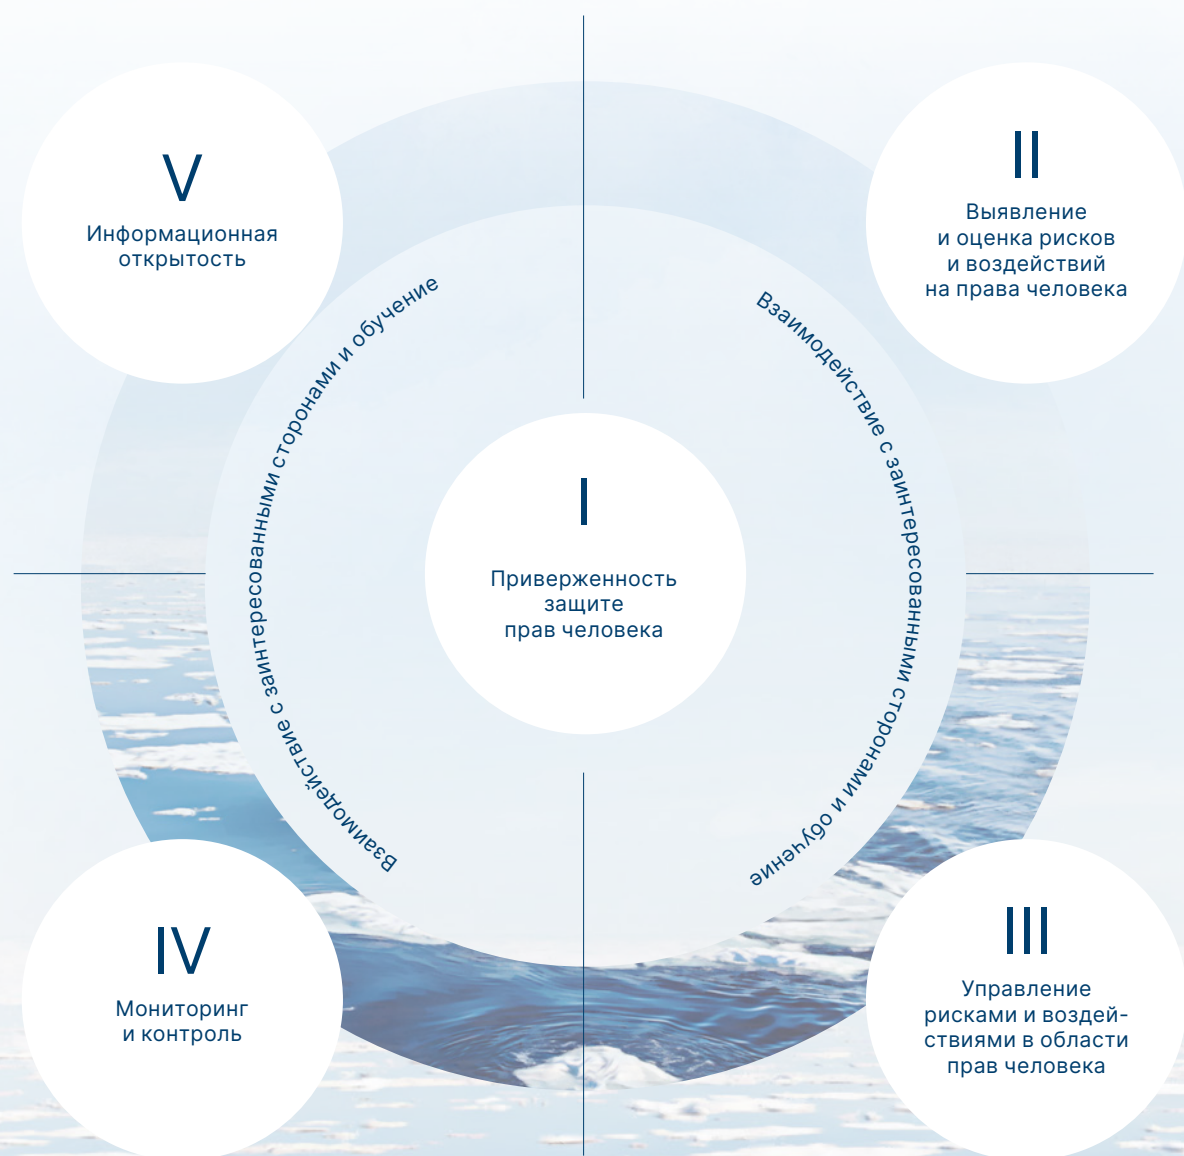 V
Информационная
открытость
II
Выявление
и оценка рисков
и воздействий
на права человека
Взаимодействие с заинтересованными сторонами и обучение
Взаимодействие с заинтересованными сторонами и обучение
I
Приверженность
защите
прав человека
IV
Мониторинг
и контроль
III
Управление
рисками и воздей-
ствиями в области
прав человека